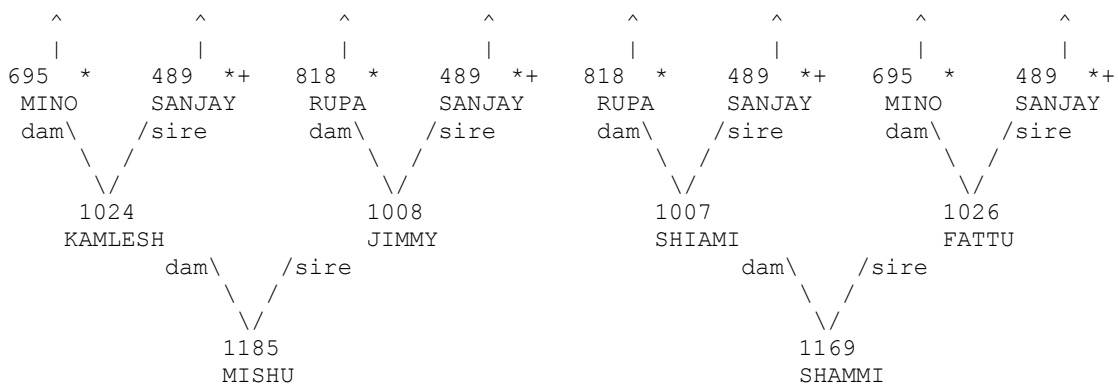 ^ ^ ^ ^ ^ ^ ^ ^
| | | | | | | |
695 * 489 *+ 818 * 489 *+ 818 * 489 *+ 695 * 489 *+
MINO SANJAY RUPA SANJAY RUPA SANJAY MINO SANJAY
dam\ /sire dam\ /sire dam\ /sire dam\ /sire
\ / \ / \ / \ /
\/ \/ \/ \/
1024 1008 1007 1026
KAMLESH JIMMY SHIAMI FATTU
dam\ /sire dam\ /sire
\ / \ /
\/ \/
1185 1169
MISHU SHAMMI